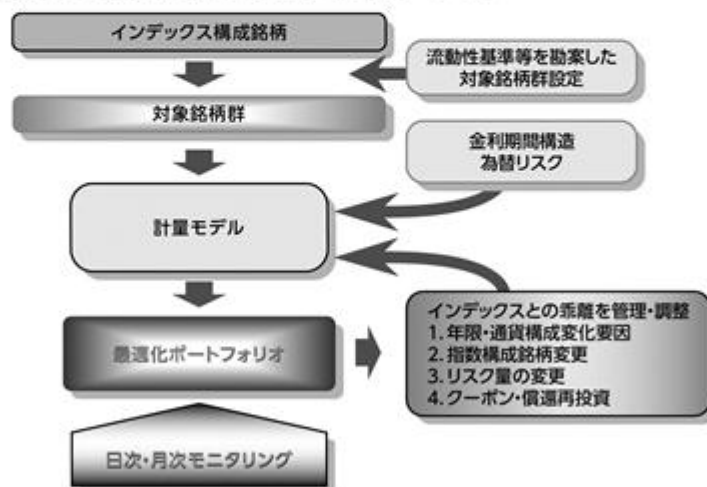 インデックス構成銘柄
流動性基準等を勘案した
対象銘柄群設定
対象銘柄群
金利期間構造
為替リスク
計量モデル
最適化ポートフォリオ
インデックスとの乖離を管理・調整
1.年限・通貨構成変化要因
2.指数構成銘柄変更
3.リスク量の変更
4.クーポン・償還再投資
日次・月次モニタリング